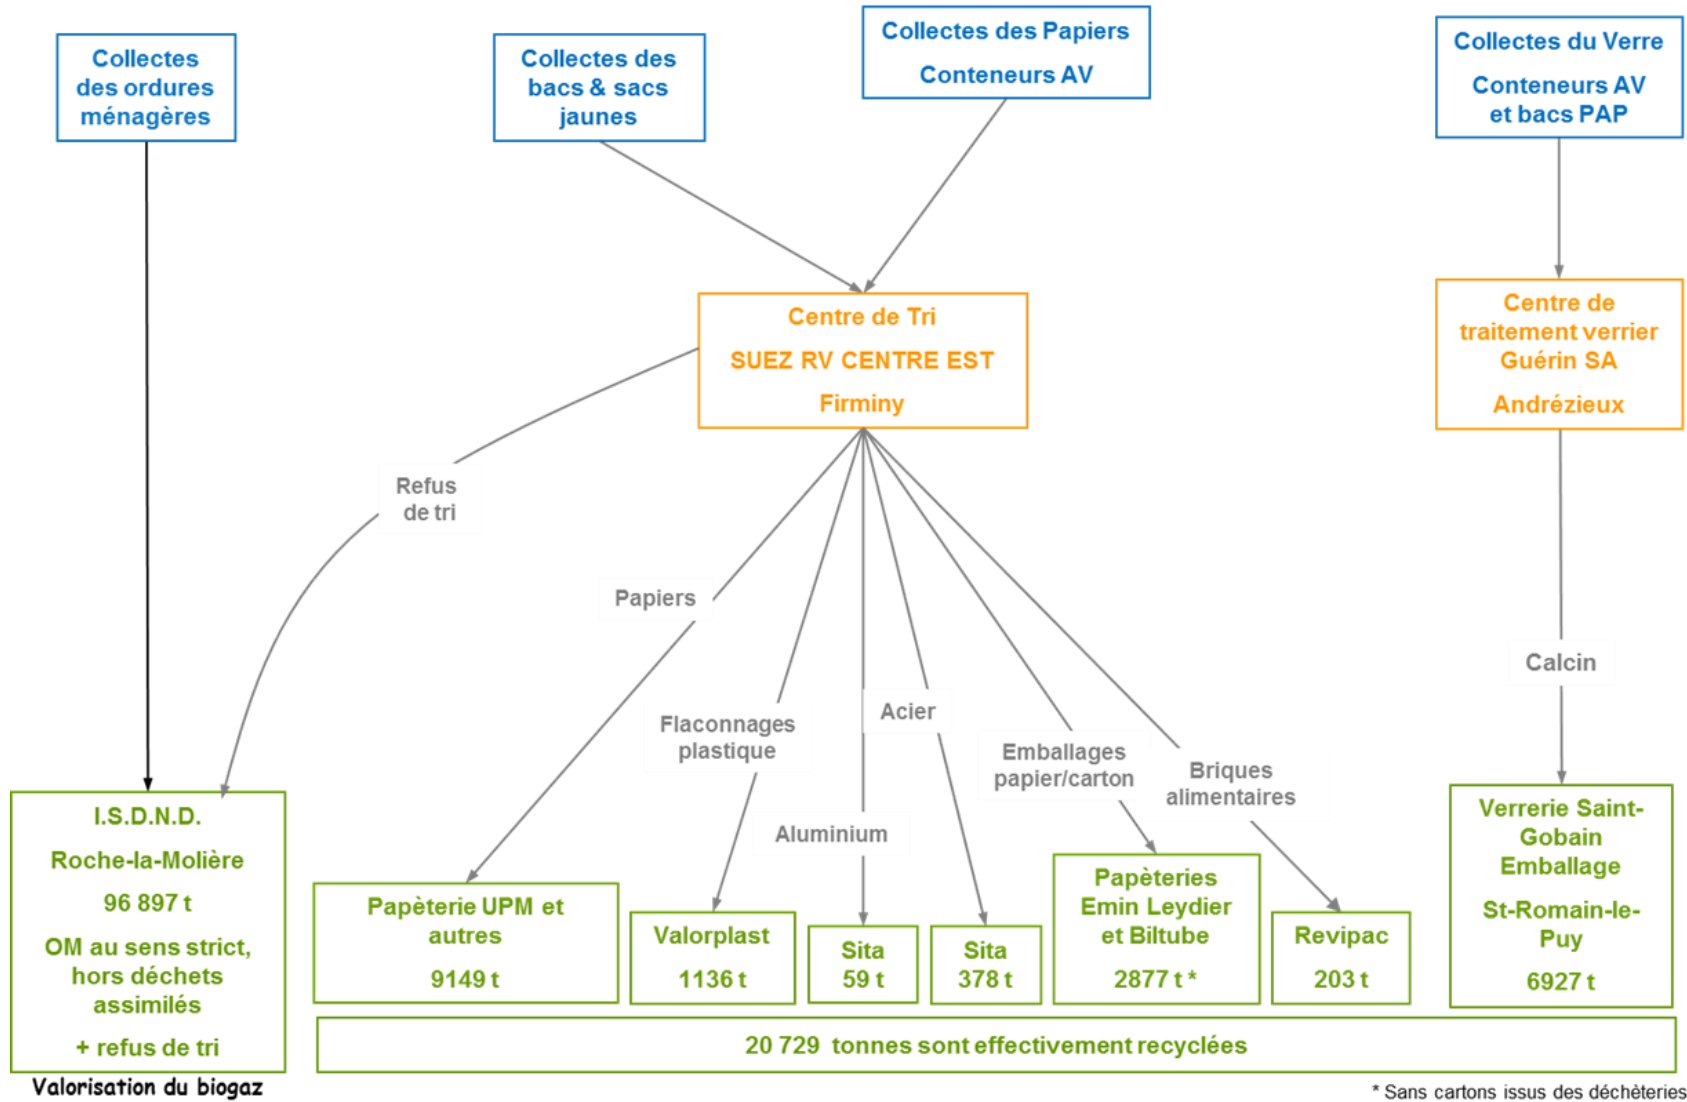 Collectes
des ordures
ménagères
Collectes des
bacs & sacs
jaunes
Collectes des Papiers
Conteneurs AV
Collectes du Verre
Conteneurs AV
et bacs PAP
Centre de Tri
SUEZ RV CENTRE EST
Firminy
Centre de
traitement verrier
Guérin SA
Andrézieux
Refus
de tri
Papiers
Flaconnages
plastique
Aluminium
Acier
Emballages
papier/carton
Briques
alimentaires
Calcin
I.S.D.N.D.
Roche-la-Molière
96 897 t
OM au sens strict,
hors déchets
assimilés
+ refus de tri
Papèterie UPM et
autres
9149 t
Valorplast
1136 t
Sita
59 t
Sita
378 t
Papèteries
Emin Leydier
et Biltube
2877 t *
Revipac
203 t
Verrerie Saint-
Gobain
Emballage
St-Romain-le-
Puy
6927 t
20 729 tonnes sont effectivement recyclées
Valorisation du biogaz
* Sans cartons issus des déchèteries